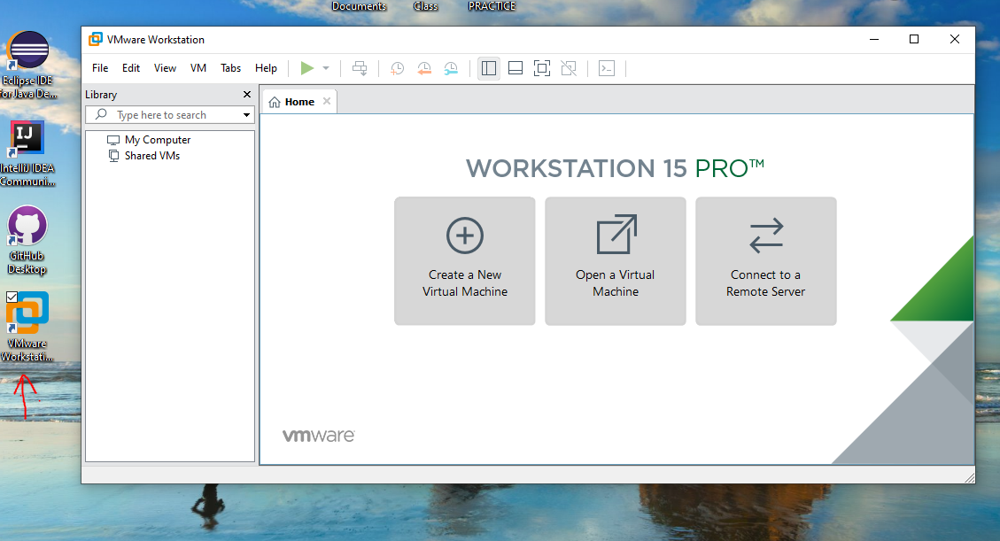 Documents
Class
PRACTICE
Eclipse IDE
for Java De...
IntelliJ IDEA
Communi...
GitHub
Desktop
VMware
Workstati...
VMware Workstation
File Edit View VM Tabs Help
Library
Type here to search
My Computer
Shared VMs
Home
WORKSTATION 15 PRO™
Create a New
Virtual Machine
Open a Virtual
Machine
Connect to a
Remote Server
vmware